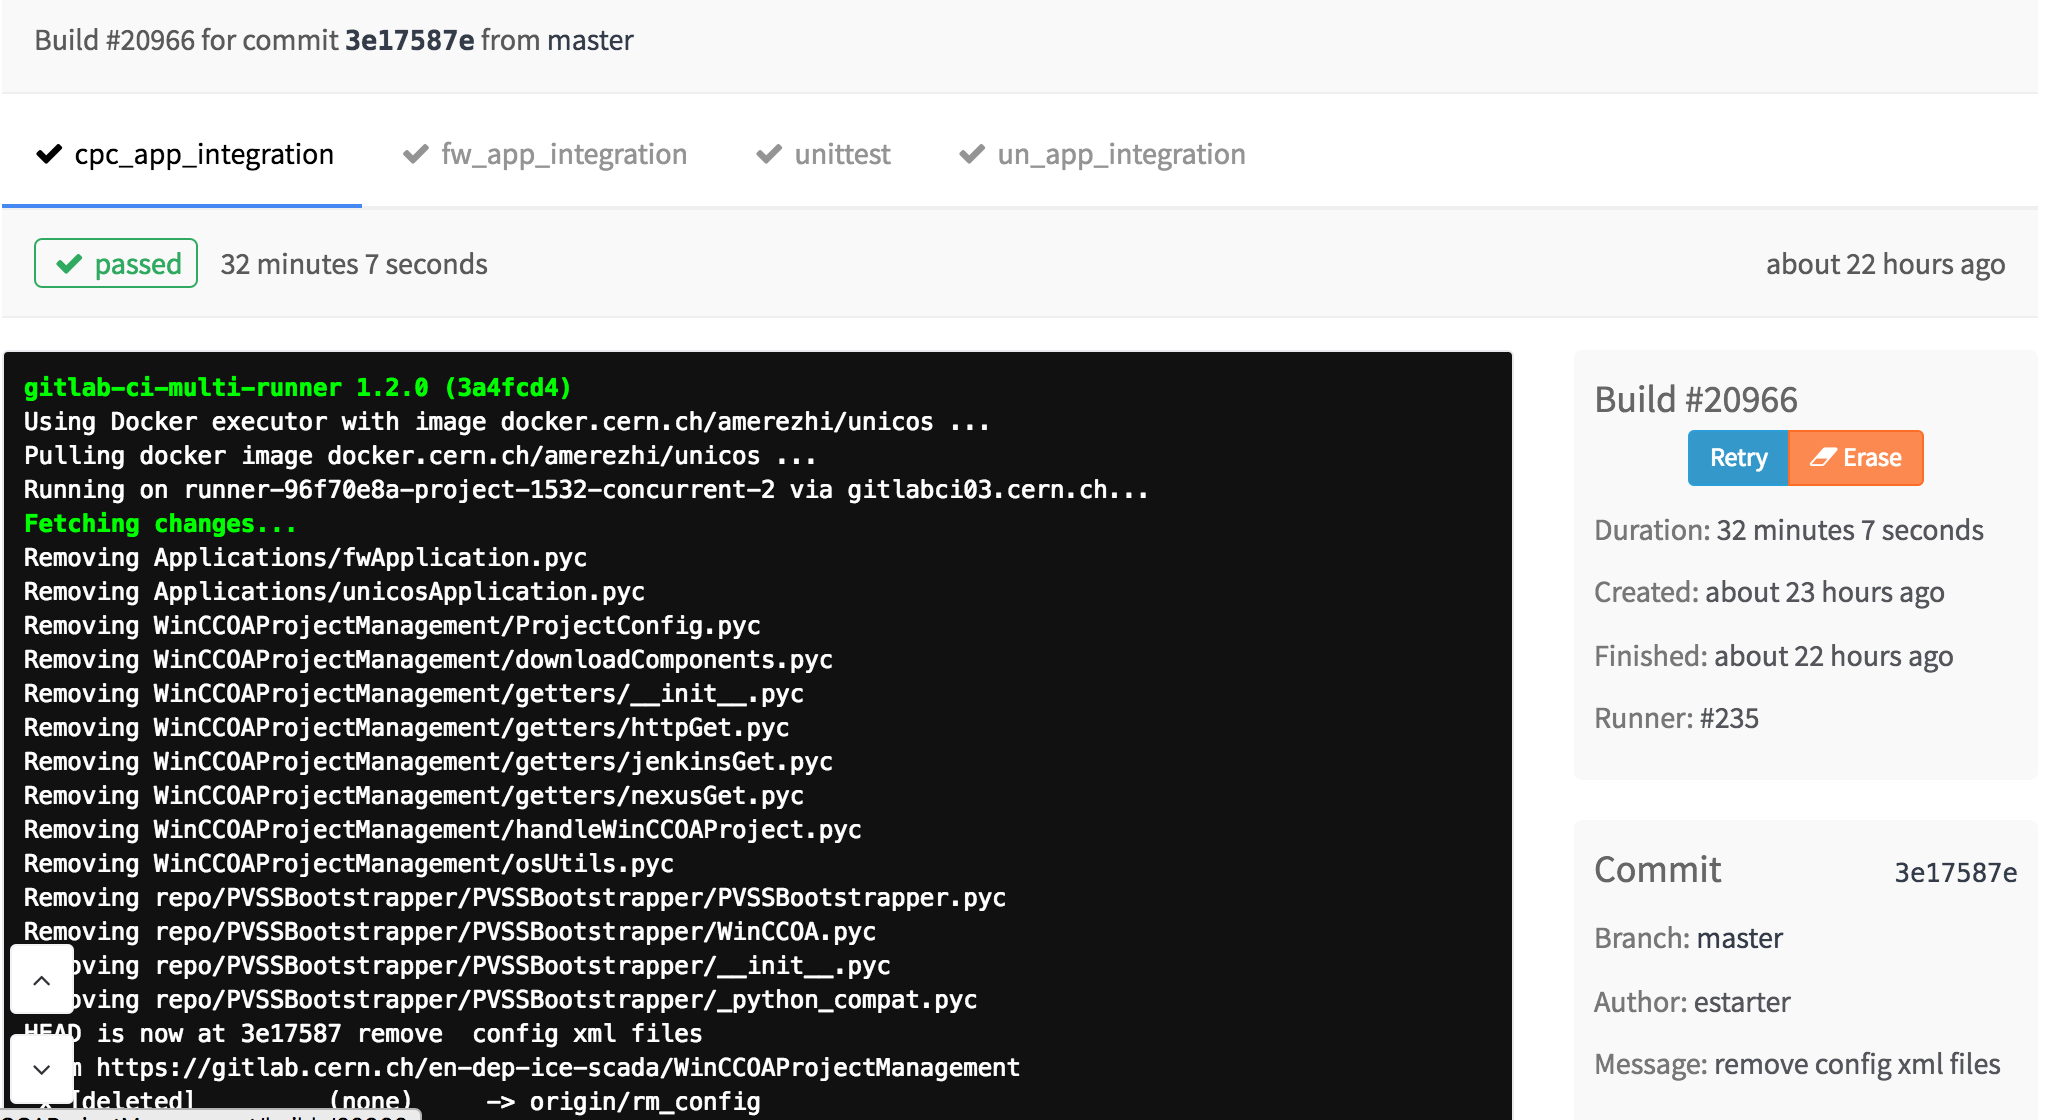 Build #20966 for commit 3e17587e from master
cpc_app_integration fw_app_integration unittest un_app_integration
passed 32 minutes 7 seconds about 22 hours ago
gitlab-ci-multi-runner 1.2.0 (3a4fcd4)
Using Docker executor with image docker.cern.ch/amerezhi/unicos ...
Pulling docker image docker.cern.ch/amerezhi/unicos ...
Running on runner-96f70e8a-project-1532-concurrent-2 via gitlabci03.cern.ch...
Fetching changes...
Removing Applications/fwApplication.pyc
Removing Applications/unicosApplication.pyc
Removing WinCCOAProjectManagement/ProjectConfig.pyc
Removing WinCCOAProjectManagement/downloadComponents.pyc
Removing WinCCOAProjectManagement/getters/__init__.pyc
Removing WinCCOAProjectManagement/getters/httpGet.pyc
Removing WinCCOAProjectManagement/getters/jenkinsGet.pyc
Removing WinCCOAProjectManagement/getters/nexusGet.pyc
Removing WinCCOAProjectManagement/handleWinCCOAProject.pyc
Removing WinCCOAProjectManagement/osUtils.pyc
Removing repo/PVSSBootstrapper/PVSSBootstrapper/PVSSBootstrapper.pyc
Removing repo/PVSSBootstrapper/PVSSBootstrapper/WinCCOA.pyc
oving repo/PVSSBootstrapper/PVSSBootstrapper/__init__.pyc
oving repo/PVSSBootstrapper/PVSSBootstrapper/_python_compat.pyc
HEAD is now at 3e17587 remove  config xml files
https://gitlab.cern.ch/en-dep-ice-scada/WinCCOAProjectManagement
[deleted] (none) -> origin/rm_config
Build #20966
Retry Erase
Duration: 32 minutes 7 seconds
Created: about 23 hours ago
Finished: about 22 hours ago
Runner: #235
Commit 3e17587e
Branch: master
Author: estarter
Message: remove config xml files